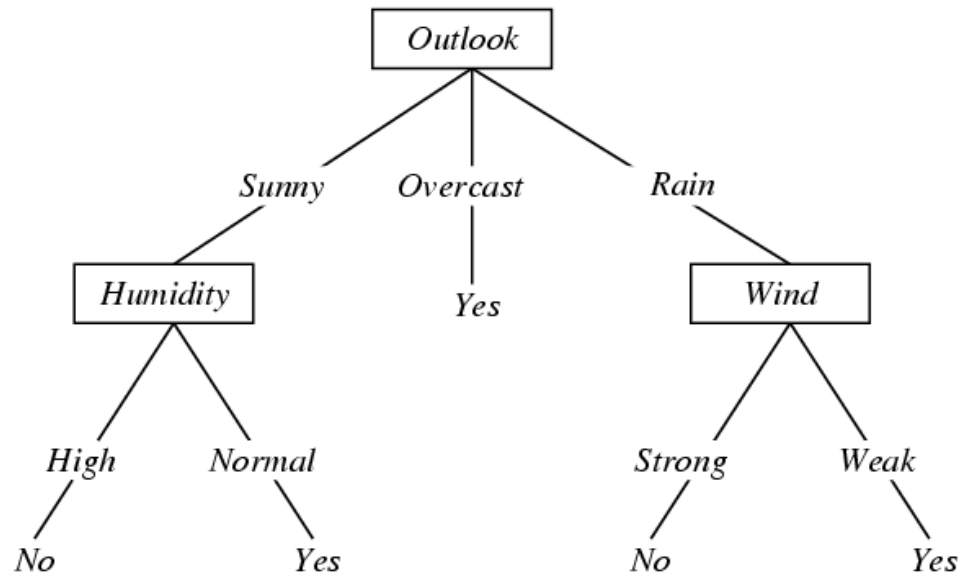 Outlook
Sunny Overcast Rain
Humidity Yes Wind
High Normal Strong Weak
No Yes No Yes